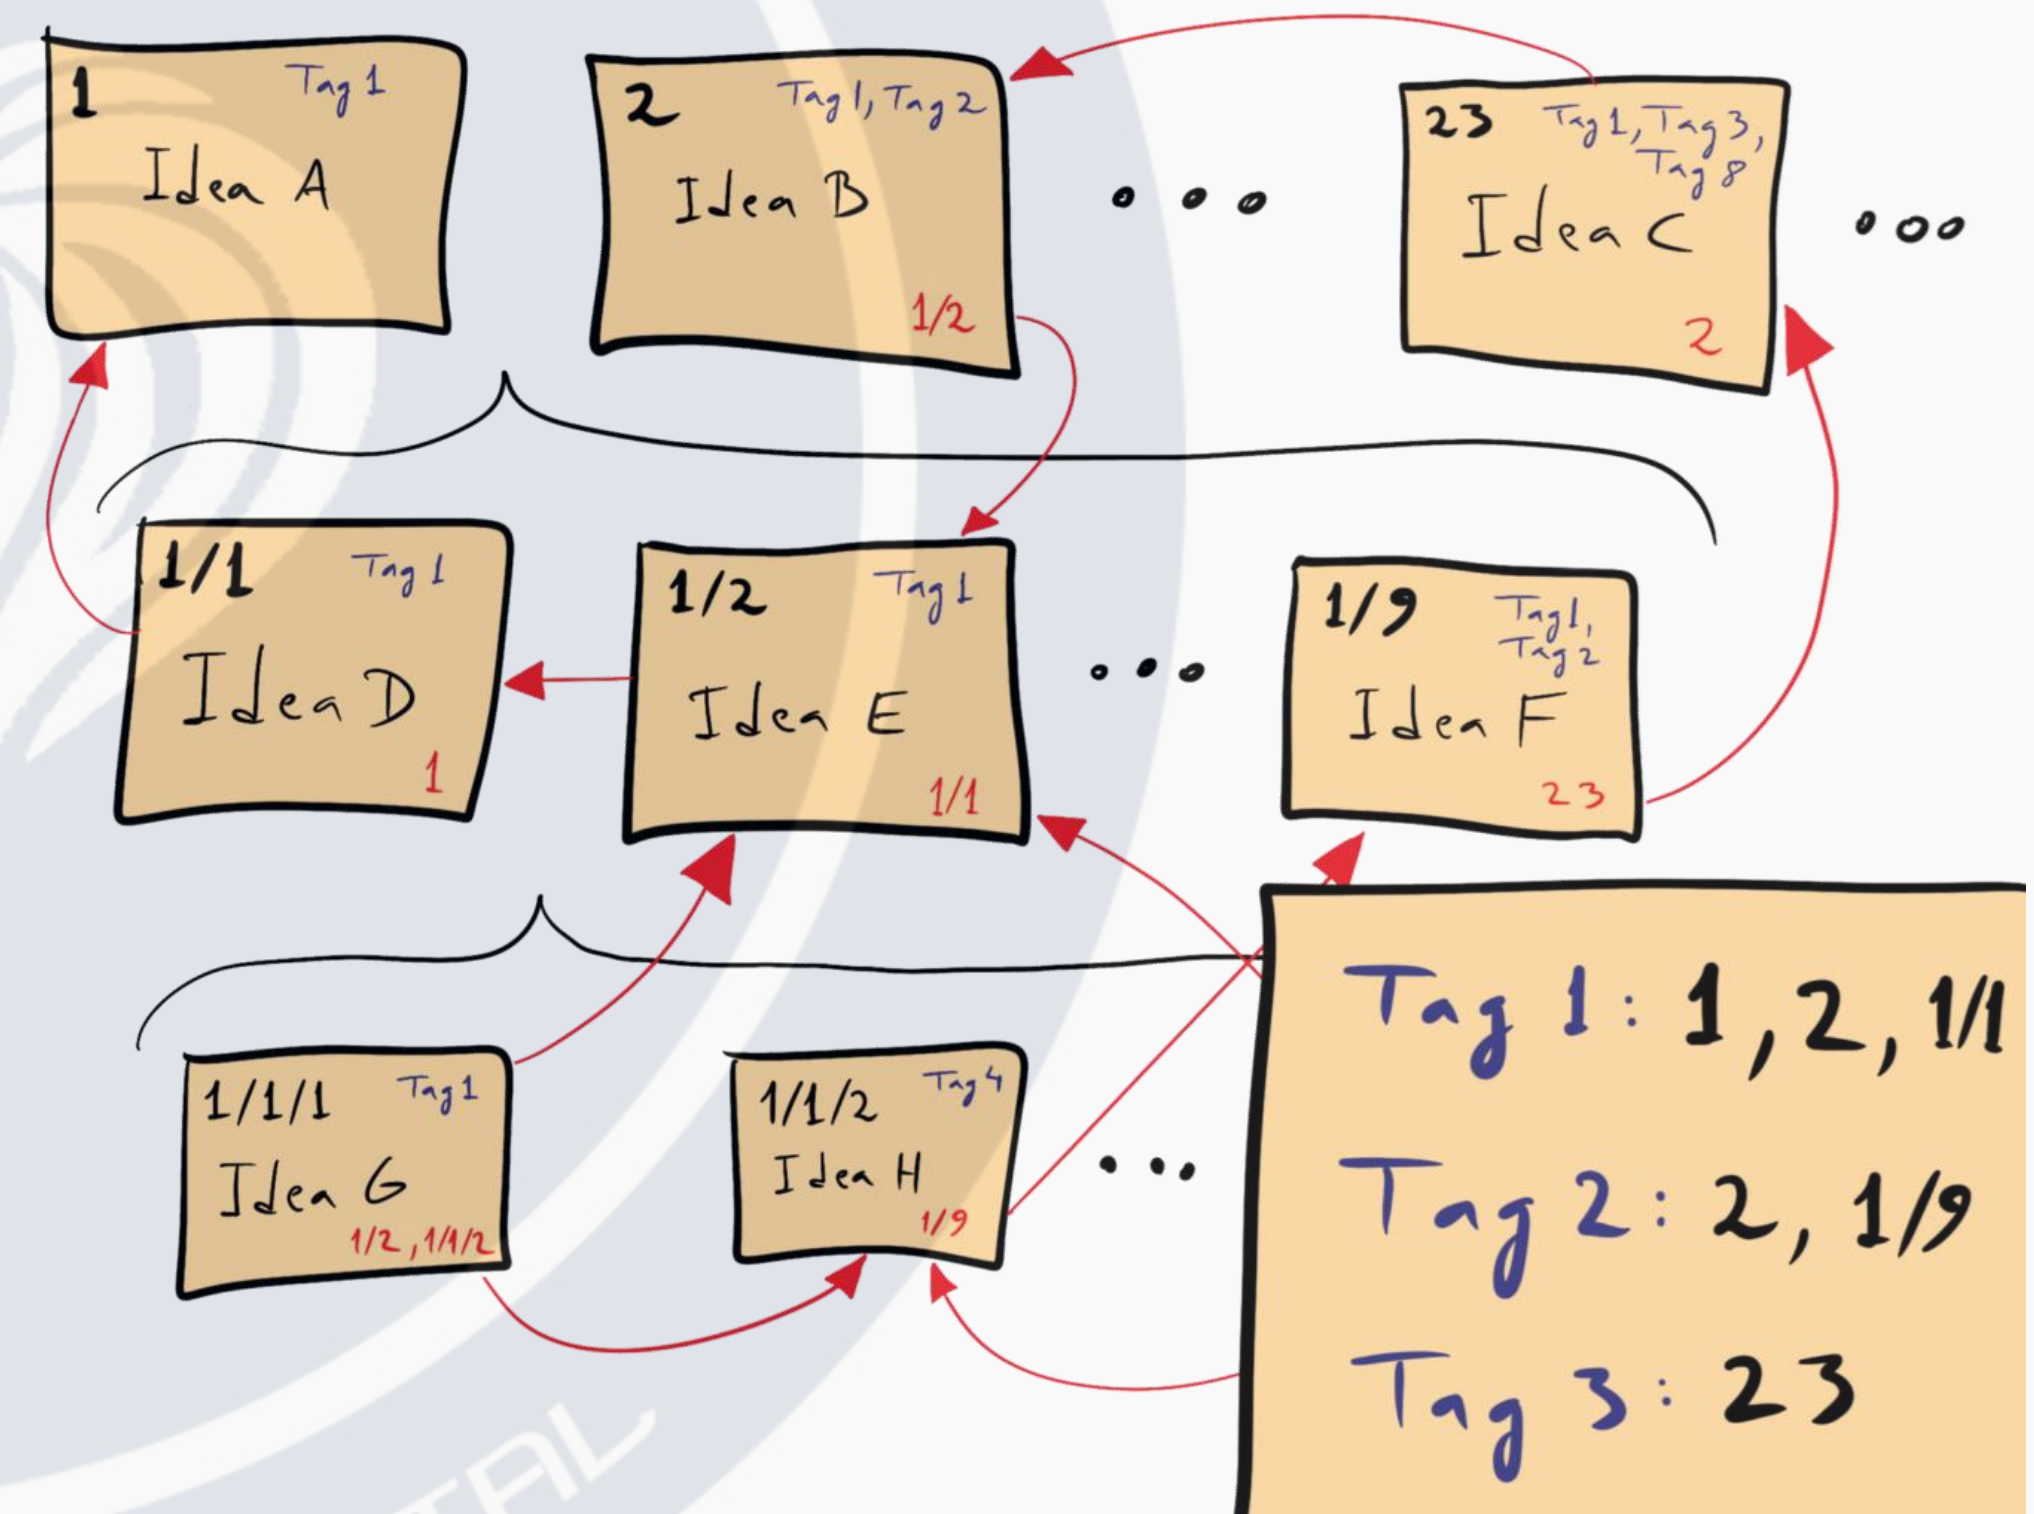 1 Tag 1
Idea A
2 Tag 1, Tag 2
Idea B
1/2
23 Tag 1, Tag 3,
Tag 8
Idea C
2
1/1 Tag 1
Idea D
1
1/2 Tag 1
Idea E
1/1
1/9 Tag 1,
Tag 2
Idea F
23
1/1/1 Tag 1
Idea G
1/2, 1/1/2
1/1/2 Tag 4
Idea H
1/9
Tag 1: 1, 2, 1/1
Tag 2: 2, 1/9
Tag 3: 23